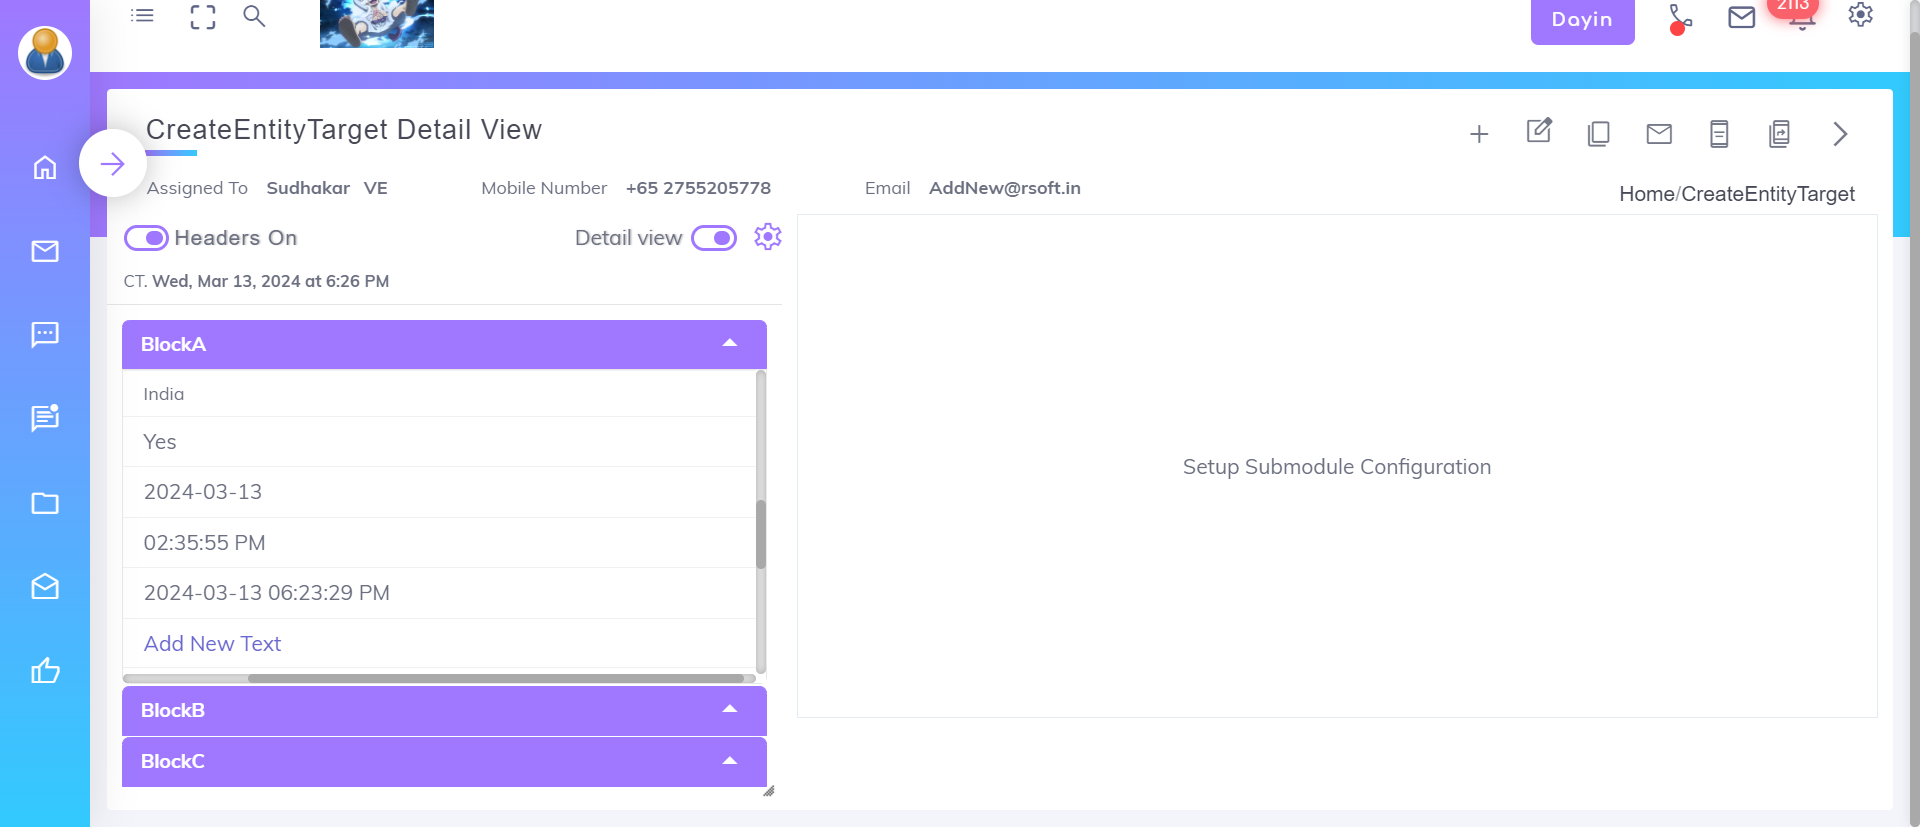 Dayin
2113
CreateEntityTarget Detail View
Assigned To Sudhakar VE Mobile Number +65 2755205778 Email AddNew@rsoft.in
Home/CreateEntityTarget
Headers On Detail view
CT. Wed, Mar 13, 2024 at 6:26 PM
BlockA
India
Yes
2024-03-13
02:35:55 PM
2024-03-13 06:23:29 PM
Add New Text
BlockB
BlockC
Setup Submodule Configuration